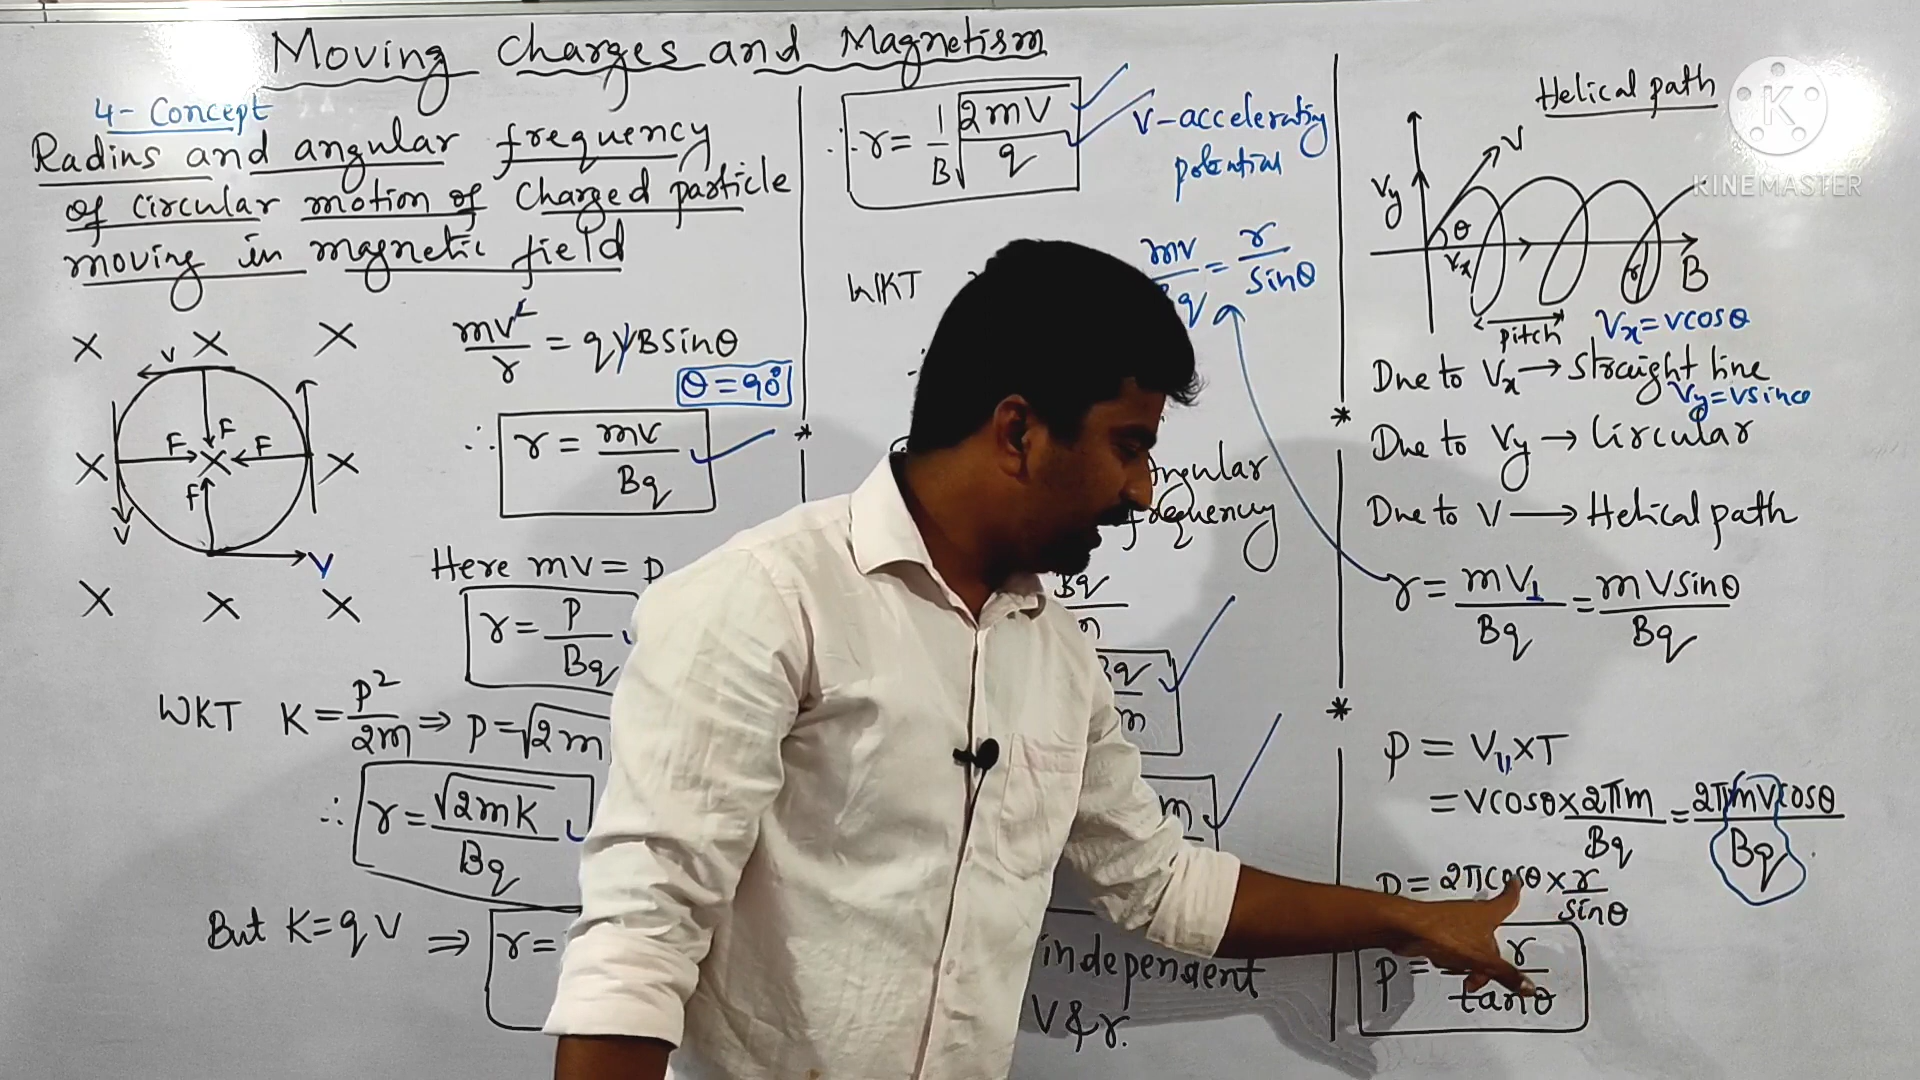 Moving Charges and Magnetism
4- Concept
Radius and angular frequency
of circular motion of Charged particle
moving in magnetic field
X X X
V
F F F
X X X
F
V
V
X X X
mv²/r = qVB sinθ
θ = 90°
∴ r = mv/Bq
Here mv = p
r = P/Bq
WKT K = P²/2m ⇒ P = √2m
∴ r = √2mK/Bq
But K = qV ⇒ r =
∴ r = 1/B √2mV/q
V-accelerating
potential
WKT
mv/Bq = r/sinθ
Angular
frequency
Bq
m
Bq
m
m
independent
V & r.
Helical path
K
KINEMASTER
V
Vy
θ
Vx
r
B
pitch
Vx = vcosθ
Due to Vx → Straight line
Vy = vsinθ
Due to Vy → Circular
Due to V → Helical path
r = mV⊥/Bq = mVsinθ/Bq
P = V∥ x T
= Vcosθ x 2πm/Bq = 2πmVcosθ/Bq
P = 2πcosθ x r/sinθ
P = r/tanθ